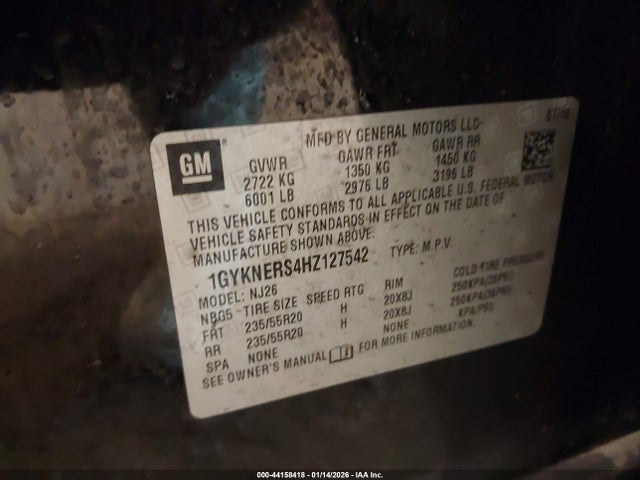 MFD BY GENERAL MOTORS LLC 07/16
GM
GVWR GAWR FRT GAWR RR
2722 KG 1350 KG 1450 KG
6001 LB 2976 LB 3196 LB
THIS VEHICLE CONFORMS TO ALL APPLICABLE U.S. FEDERAL MOTOR
VEHICLE SAFETY STANDARDS IN EFFECT ON THE DATE OF
MANUFACTURE SHOWN ABOVE.
1GYKNERS4HZ127542 TYPE: M.P.V.
MODEL: NJ26
NBG5- TIRE SIZE SPEED RTG RIM COLD TIRE PRESSURE
FRT 235/55R20 H 20X8J 250KPA(36PSI)
RR 235/55R20 H 20X8J 250KPA(36PSI)
SPA NONE NONE KPA(PSI)
SEE OWNER'S MANUAL FOR MORE INFORMATION.
000-44158418 - 01/14/2026 - IAA Inc.